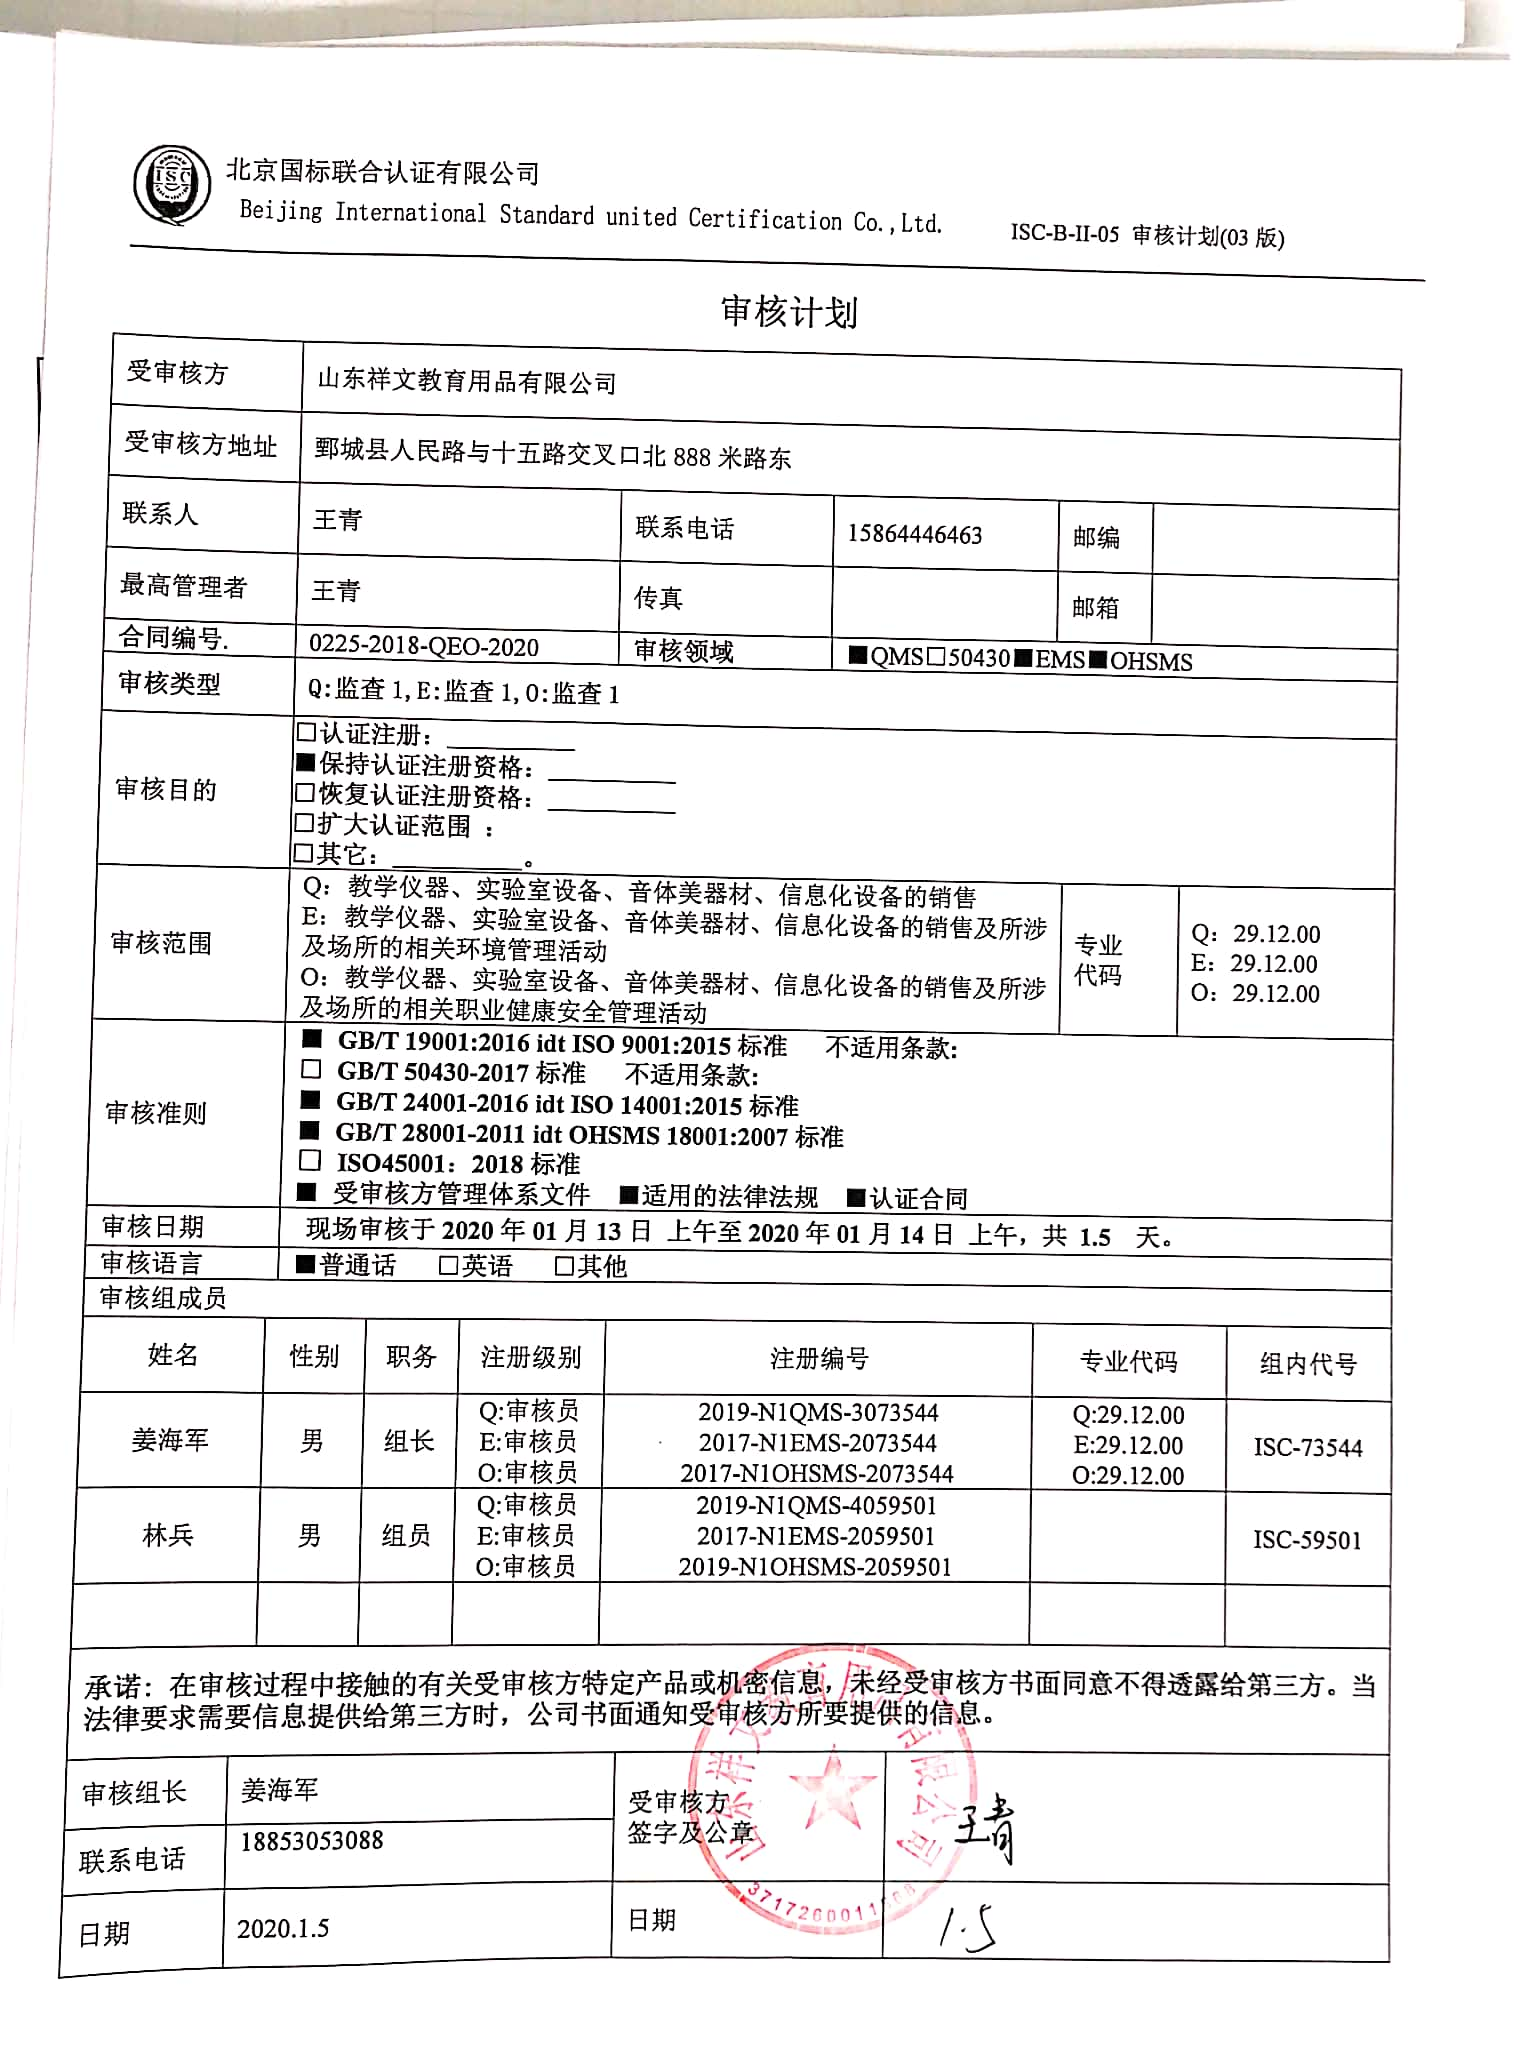 ISC
北京国标联合认证有限公司
Beijing International Standard united Certification Co.,Ltd.
ISC-B-II-05 审核计划(03 版)
审核计划
受审核方 山东祥文教育用品有限公司
受审核方地址 鄄城县人民路与十五路交叉口北 888 米路东
联系人 王青 联系电话 15864446463 邮编
最高管理者 王青 传真 邮箱
合同编号. 0225-2018-QEO-2020 审核领域 ■QMS□50430■EMS■OHSMS
审核类型 Q:监查 1, E:监查 1, O:监查 1
审核目的
□认证注册：__________
■保持认证注册资格：__________
□恢复认证注册资格：__________
□扩大认证范围 ：
□其它：__________。
审核范围
Q：教学仪器、实验室设备、音体美器材、信息化设备的销售
E：教学仪器、实验室设备、音体美器材、信息化设备的销售及所涉
及场所的相关环境管理活动
O：教学仪器、实验室设备、音体美器材、信息化设备的销售及所涉
及场所的相关职业健康安全管理活动
专业
代码
Q：29.12.00
E：29.12.00
O：29.12.00
审核准则
■ GB/T 19001:2016 idt ISO 9001:2015 标准 不适用条款:
□ GB/T 50430-2017 标准 不适用条款:
■ GB/T 24001-2016 idt ISO 14001:2015 标准
■ GB/T 28001-2011 idt OHSMS 18001:2007 标准
□ ISO45001：2018 标准
■ 受审核方管理体系文件 ■适用的法律法规 ■认证合同
审核日期 现场审核于 2020 年 01 月 13 日 上午至 2020 年 01 月 14 日 上午，共 1.5 天。
审核语言 ■普通话 □英语 □其他
审核组成员
姓名 性别 职务 注册级别 注册编号 专业代码 组内代号
姜海军 男 组长
Q:审核员 2019-N1QMS-3073544 Q:29.12.00
E:审核员 2017-N1EMS-2073544 E:29.12.00
O:审核员 2017-N1OHSMS-2073544 O:29.12.00
ISC-73544
林兵 男 组员
Q:审核员 2019-N1QMS-4059501
E:审核员 2017-N1EMS-2059501
O:审核员 2019-N1OHSMS-2059501
ISC-59501
承诺：在审核过程中接触的有关受审核方特定产品或机密信息，未经受审核方书面同意不得透露给第三方。当
法律要求需要信息提供给第三方时，公司书面通知受审核方所要提供的信息。
审核组长 姜海军
受审核方
签字及公章
王青
联系电话 18853053088
山东祥文教育用品有限公司
日期 2020.1.5 日期 1.5